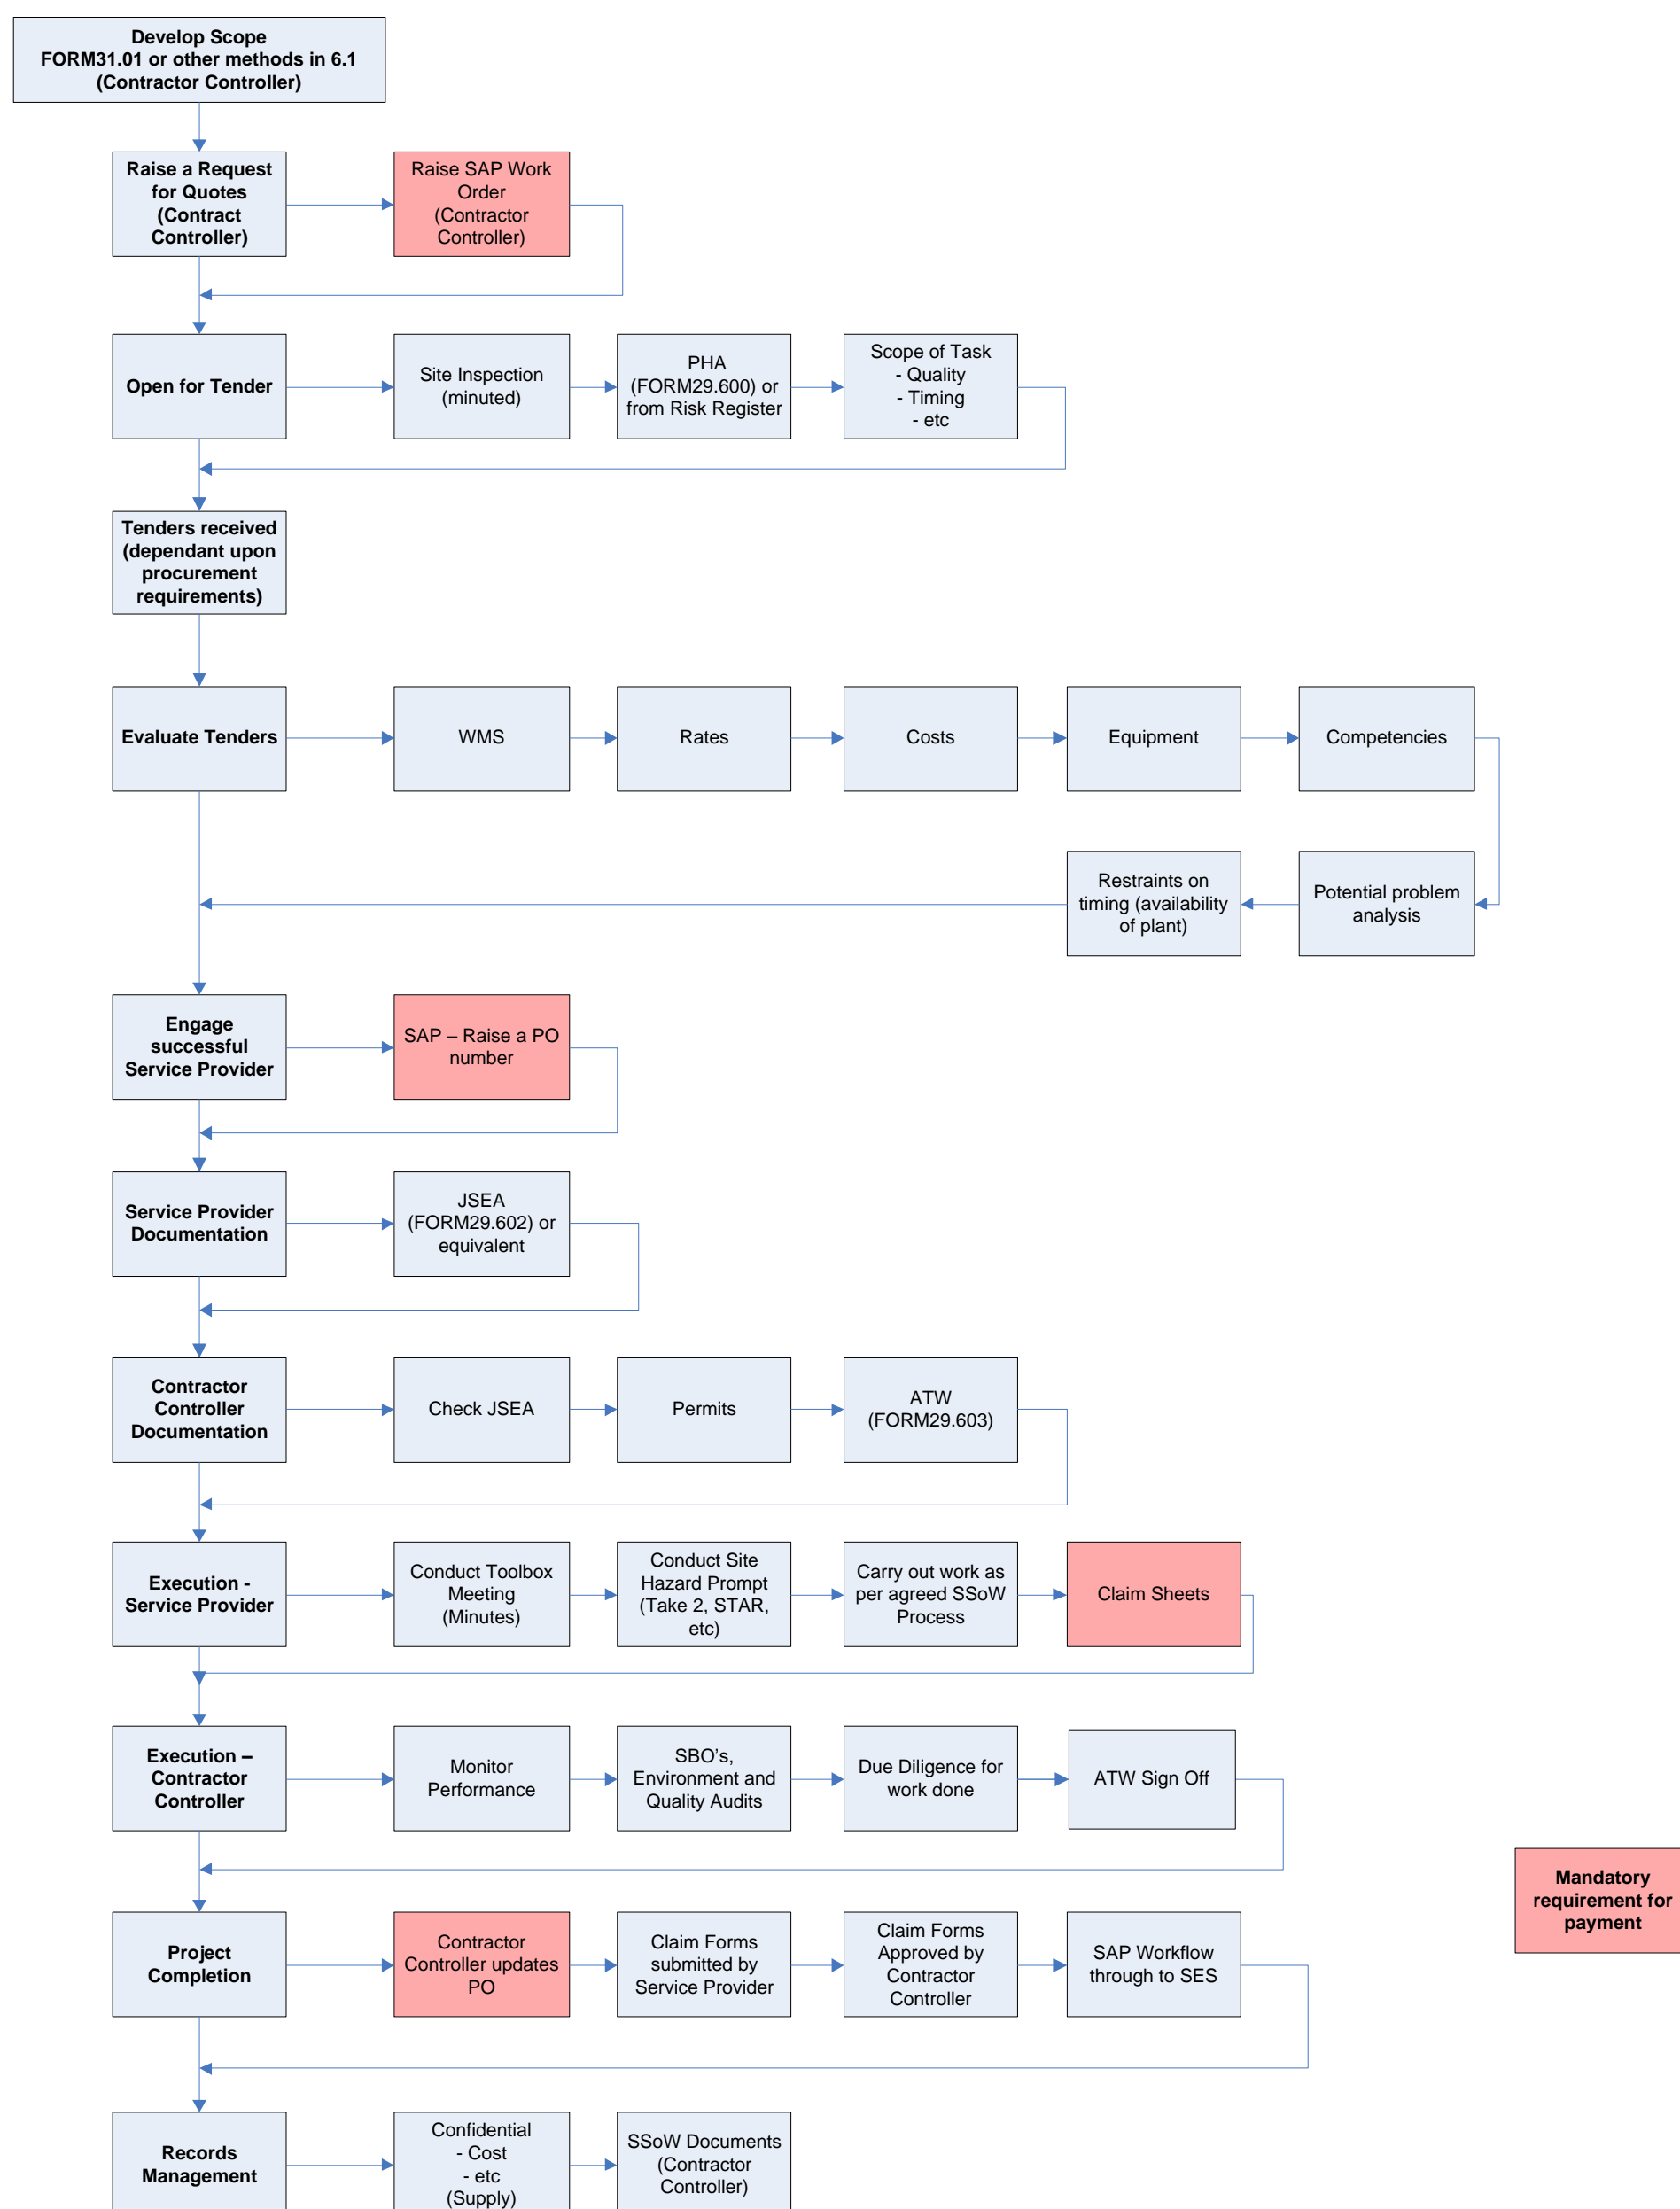 Develop Scope
FORM31.01 or other methods in 6.1
(Contractor Controller)
Raise a Request
for Quotes
(Contract
Controller)
Raise SAP Work
Order
(Contractor
Controller)
Open for Tender
Site Inspection
(minuted)
PHA
(FORM29.600) or
from Risk Register
Scope of Task
- Quality
- Timing
- etc
Tenders received
(dependant upon
procurement
requirements)
Evaluate Tenders
WMS
Rates
Costs
Equipment
Competencies
Restraints on
timing (availability
of plant)
Potential problem
analysis
Engage
successful
Service Provider
SAP – Raise a PO
number
Service Provider
Documentation
JSEA
(FORM29.602) or
equivalent
Contractor
Controller
Documentation
Check JSEA
Permits
ATW
(FORM29.603)
Execution -
Service Provider
Conduct Toolbox
Meeting
(Minutes)
Conduct Site
Hazard Prompt
(Take 2, STAR,
etc)
Carry out work as
per agreed SSoW
Process
Claim Sheets
Execution –
Contractor
Controller
Monitor
Performance
SBO's,
Environment and
Quality Audits
Due Diligence for
work done
ATW Sign Off
Mandatory
requirement for
payment
Project
Completion
Contractor
Controller updates
PO
Claim Forms
submitted by
Service Provider
Claim Forms
Approved by
Contractor
Controller
SAP Workflow
through to SES
Records
Management
Confidential
- Cost
- etc
(Supply)
SSoW Documents
(Contractor
Controller)